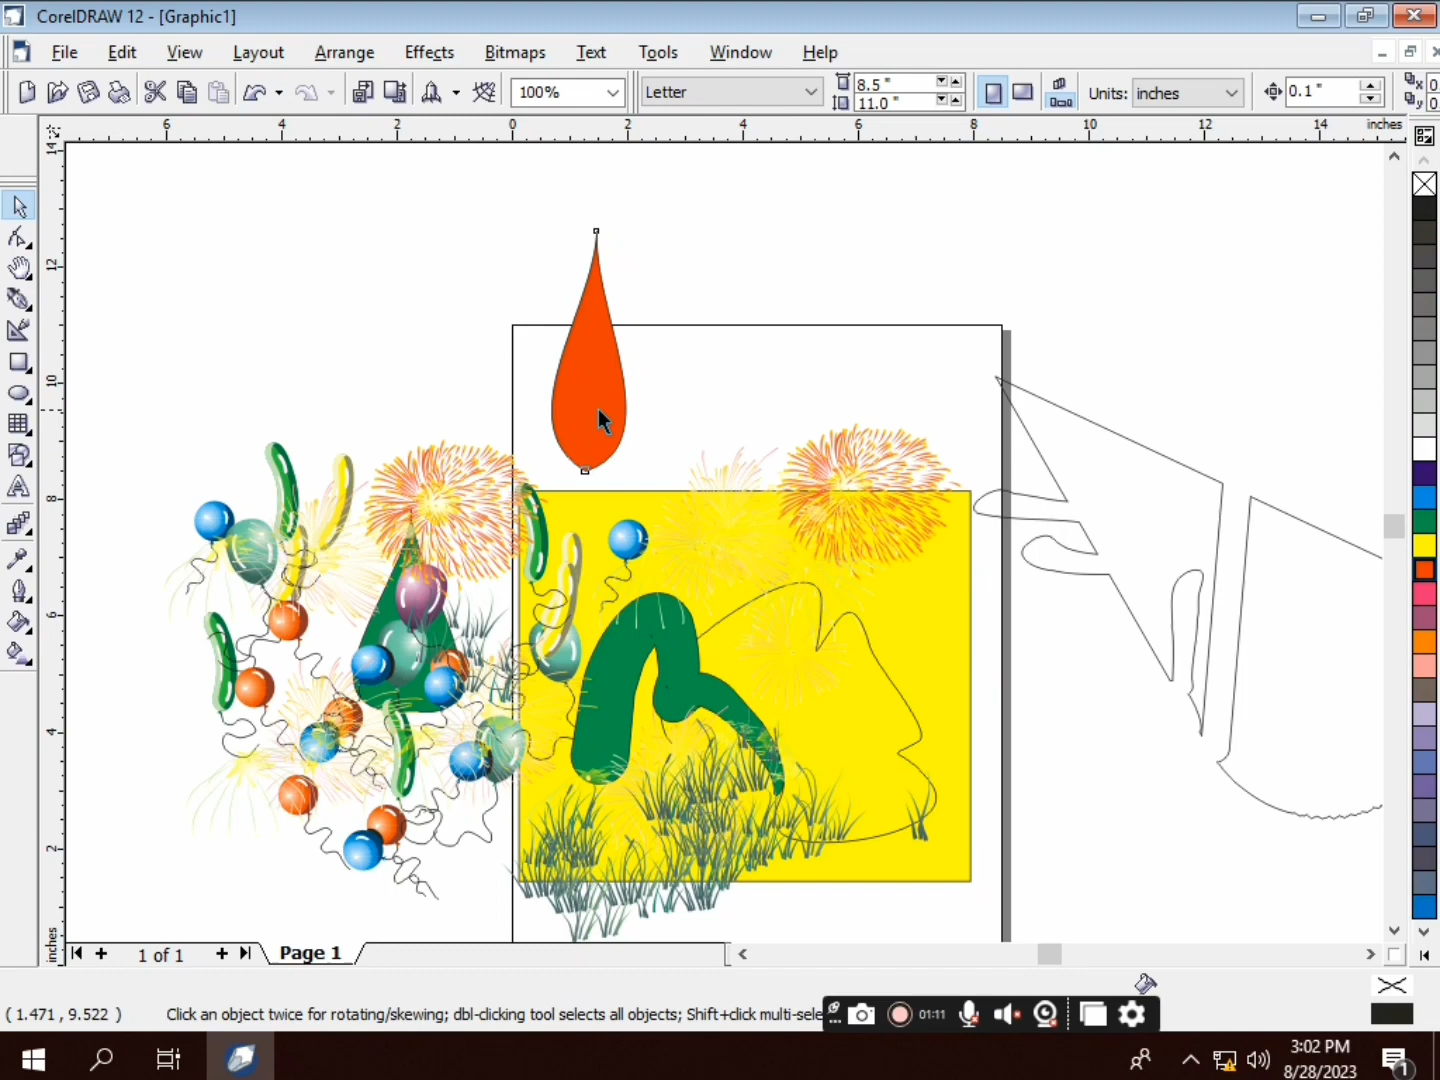 CorelDRAW 12 - [Graphic1]
File Edit View Layout Arrange Effects Bitmaps Text Tools Window Help
100% Letter 8.5 " 11.0 " Units: inches 0.1 " x 0. y 0.
6 4 2 0 2 4 6 8 10 12 14 inches
14
12
10
8
6
4
2
inches
1 of 1 Page 1
( 1.471 , 9.522 ) Click an object twice for rotating/skewing; dbl-clicking tool selects all objects; Shift+click multi-sele
01:11
3:02 PM
8/28/2023
1